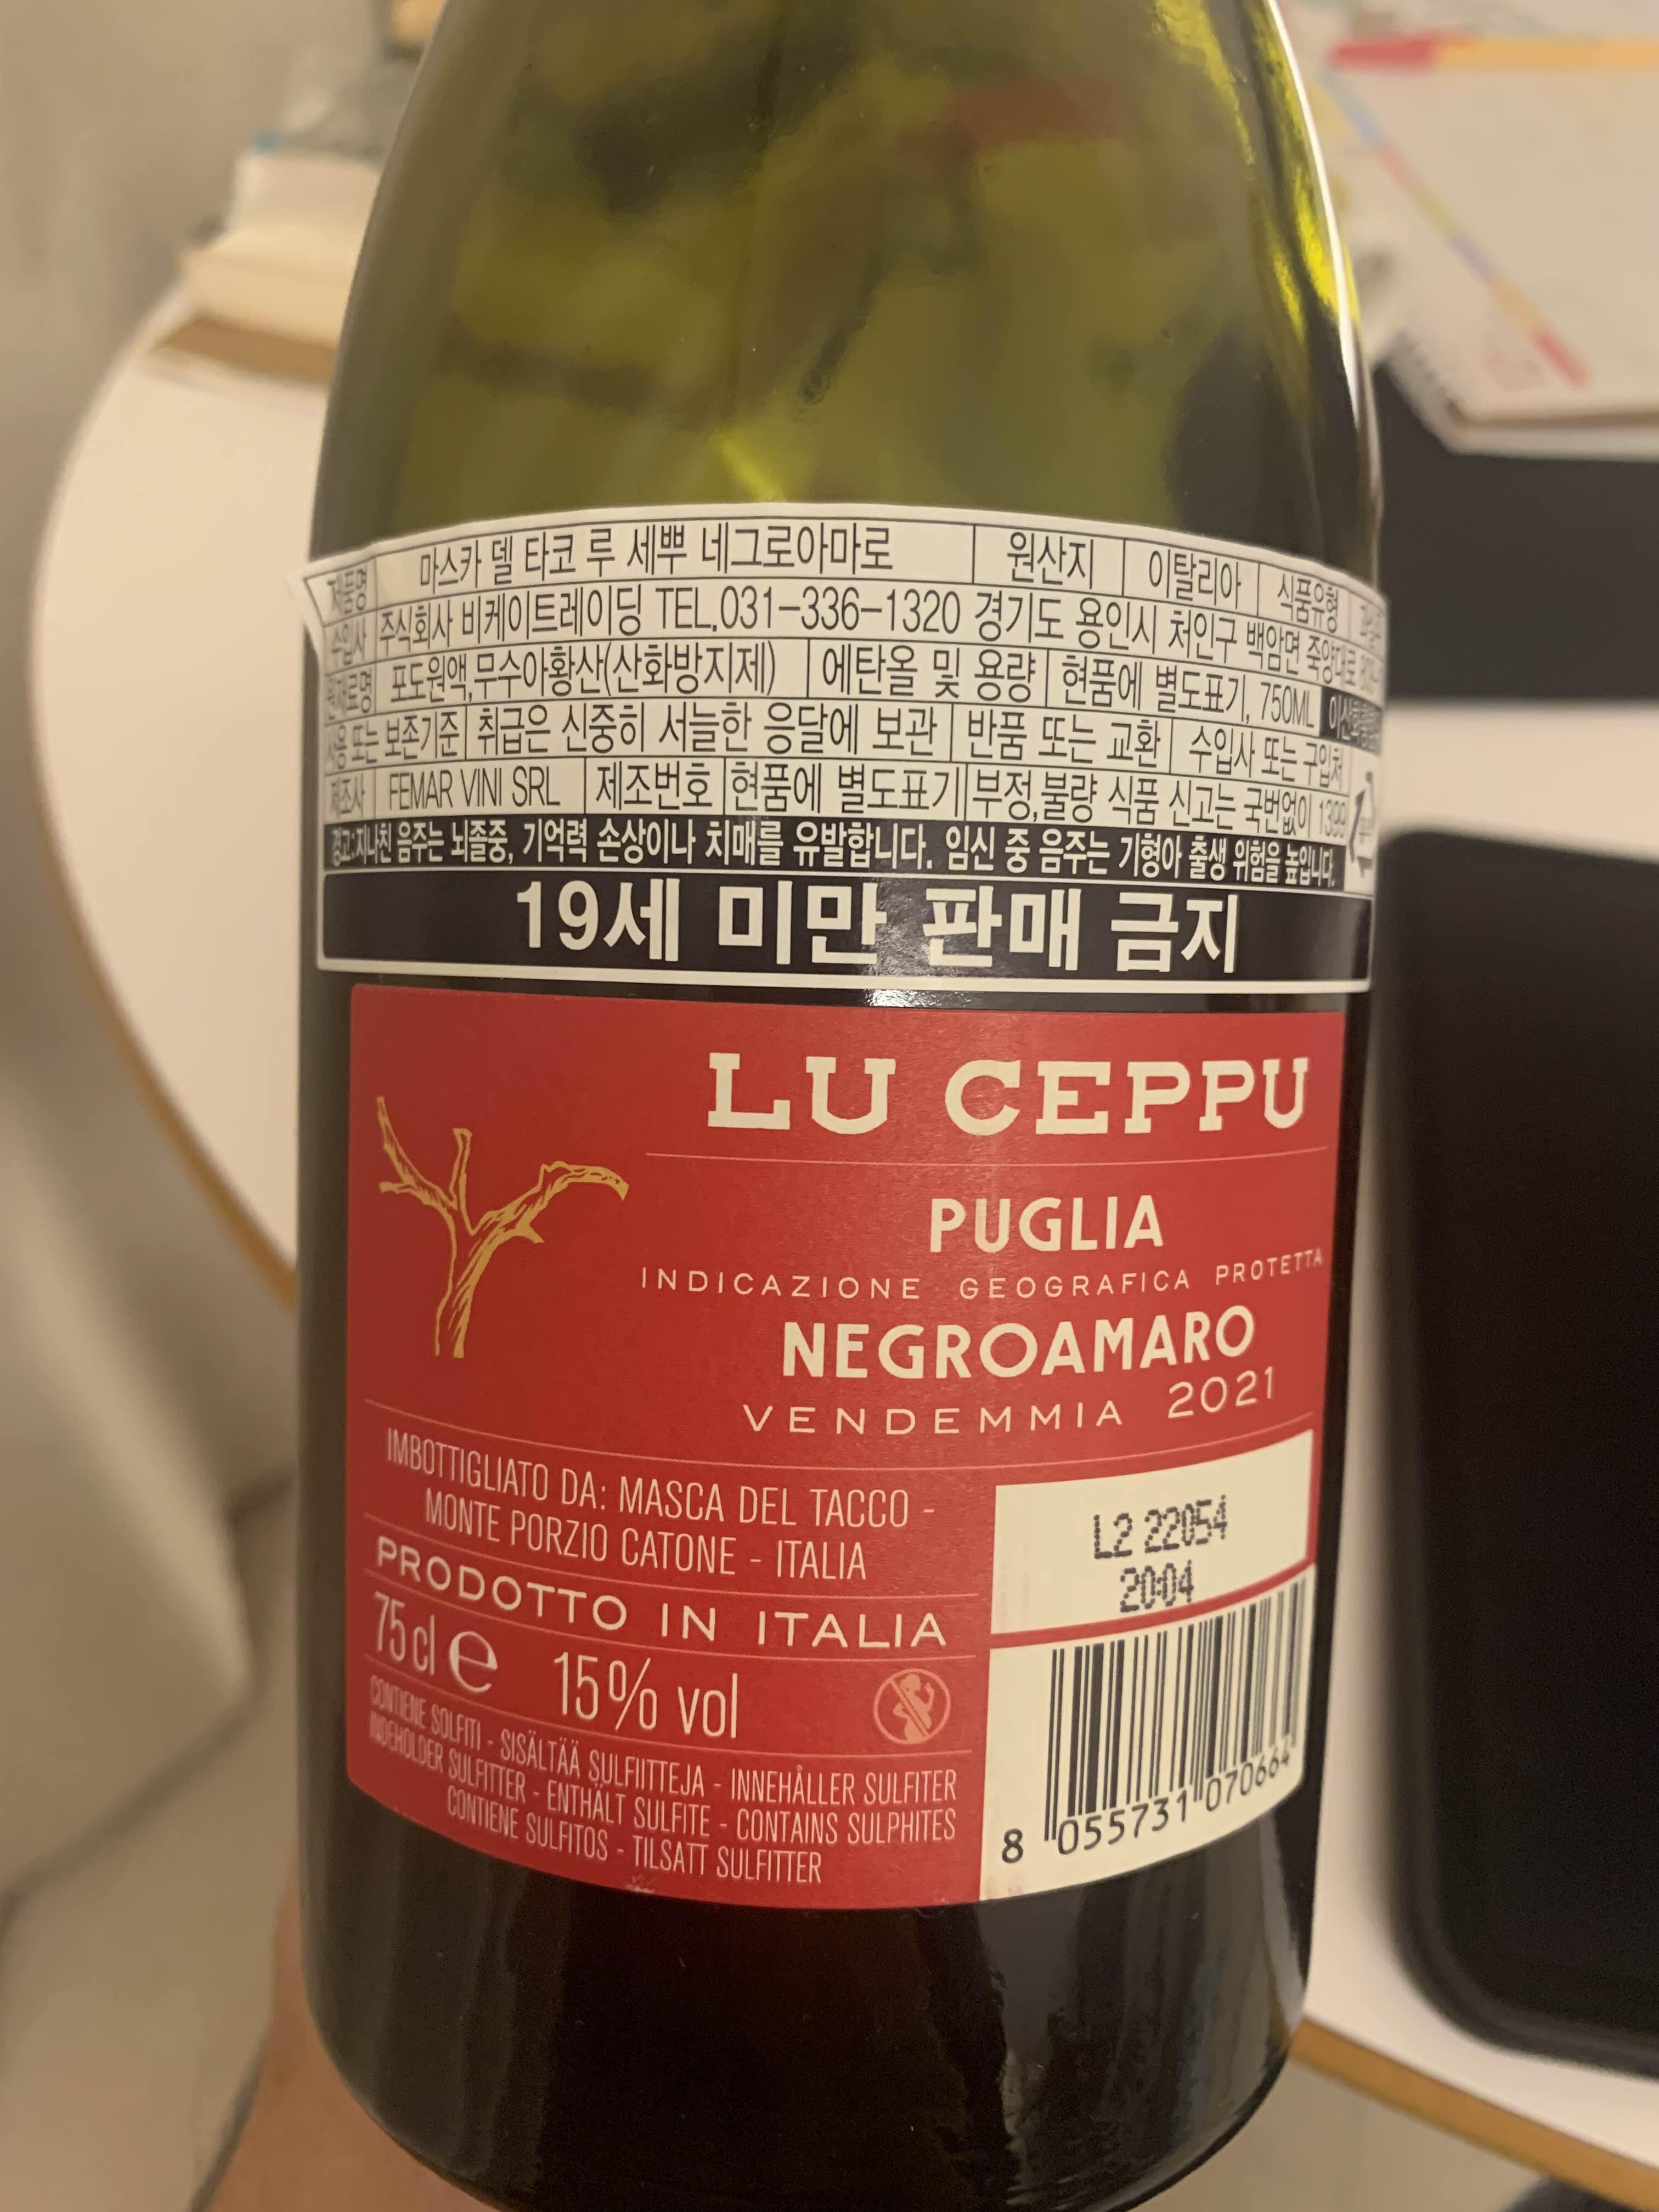 제품명 마스카 델 타코 루 세뿌 네그로아마로 원산지 이탈리아 식품유형
수입사 주식회사 비케이트레이딩 TEL.031-336-1320 경기도 용인시 처인구 백암면 죽양대로
원재료명 포도원액,무수아황산(산화방지제) 에탄올 및 용량 현품에 별도표기, 750ML
사용 또는 보존기준 취급은 신중히 서늘한 응달에 보관 반품 또는 교환 수입사 또는 구입처
제조사 FEMAR VINI SRL 제조번호 현품에 별도표기 부정,불량 식품 신고는 국번없이 1399
경고:지나친 음주는 뇌졸중, 기억력 손상이나 치매를 유발합니다. 임신 중 음주는 기형아 출생 위험을 높입니다.
19세 미만 판매 금지
LU CEPPU
PUGLIA
INDICAZIONE GEOGRAFICA PROTETTA
NEGROAMARO
VENDEMMIA 2021
IMBOTTIGLIATO DA: MASCA DEL TACCO -
MONTE PORZIO CATONE - ITALIA
PRODOTTO IN ITALIA
75 cl e 15% vol
CONTIENE SOLFITI - SISÄLTÄÄ SULFIITTEJA - INNEHÅLLER SULFITER
INDEHOLDER SULFITTER - ENTHÄLT SULFITE - CONTAINS SULPHITES
CONTIENE SULFITOS - TILSATT SULFITTER
L2 22054
20:04
8 055731 070664